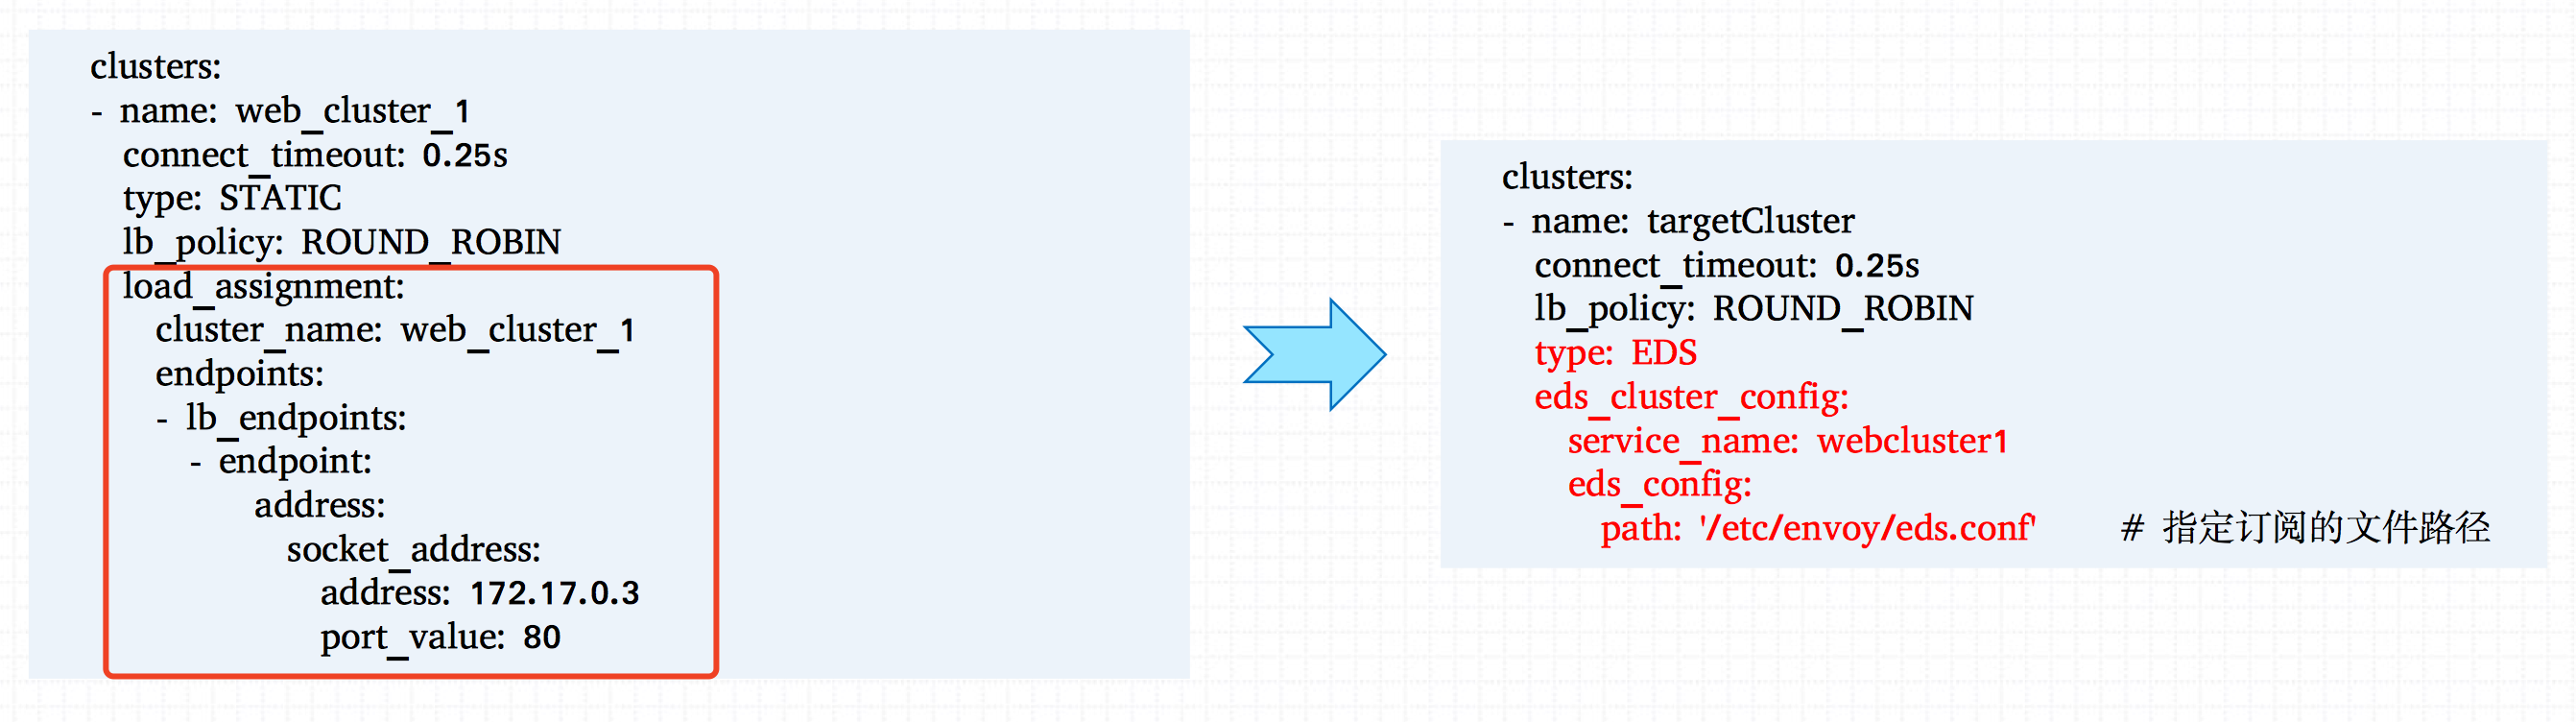 clusters:
- name: web_cluster_1
connect_timeout: 0.25s
type: STATIC
lb_policy: ROUND_ROBIN
load_assignment:
cluster_name: web_cluster_1
endpoints:
- lb_endpoints:
- endpoint:
address:
socket_address:
address: 172.17.0.3
port_value: 80
clusters:
- name: targetCluster
connect_timeout: 0.25s
lb_policy: ROUND_ROBIN
type: EDS
eds_cluster_config:
service_name: webcluster1
eds_config:
path: '/etc/envoy/eds.conf' # 指定订阅的文件路径